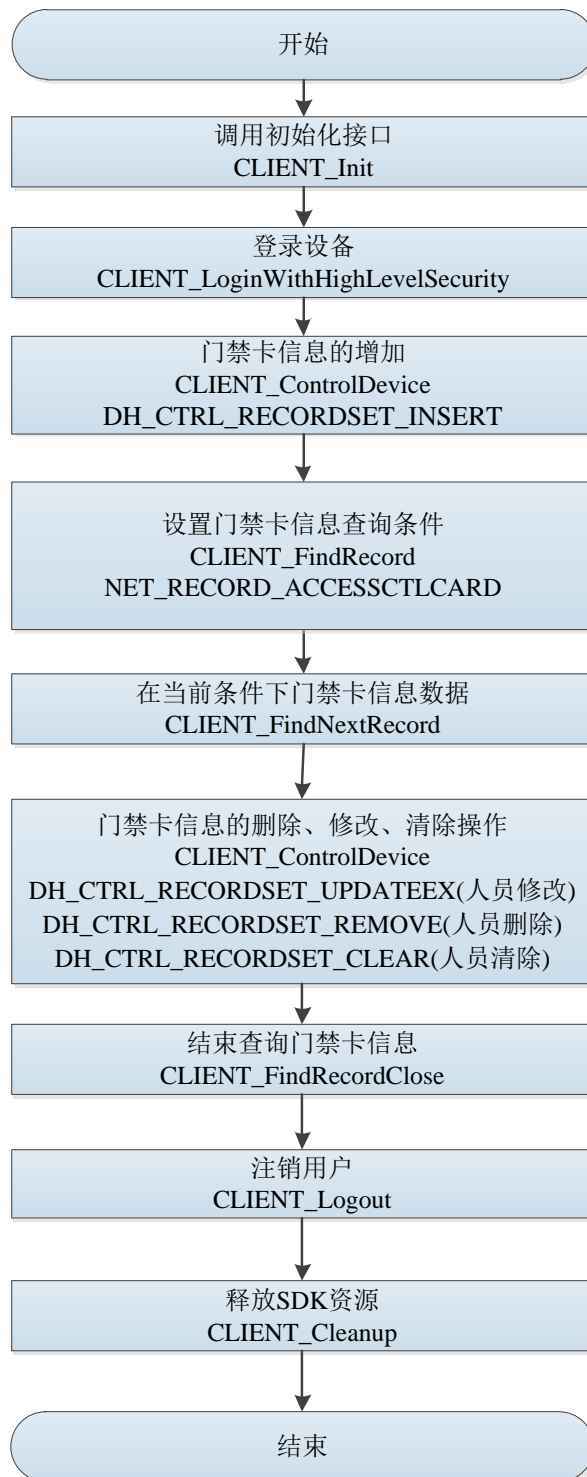 开始
调用初始化接口
CLIENT_Init
登录设备
CLIENT_LoginWithHighLevelSecurity
门禁卡信息的增加
CLIENT_ControlDevice
DH_CTRL_RECORDSET_INSERT
设置门禁卡信息查询条件
CLIENT_FindRecord
NET_RECORD_ACCESSCTLCARD
在当前条件下门禁卡信息数据
CLIENT_FindNextRecord
门禁卡信息的删除、修改、清除操作
CLIENT_ControlDevice
DH_CTRL_RECORDSET_UPDATEEX(人员修改)
DH_CTRL_RECORDSET_REMOVE(人员删除)
DH_CTRL_RECORDSET_CLEAR(人员清除)
结束查询门禁卡信息
CLIENT_FindRecordClose
注销用户
CLIENT_Logout
释放SDK资源
CLIENT_Cleanup
结束